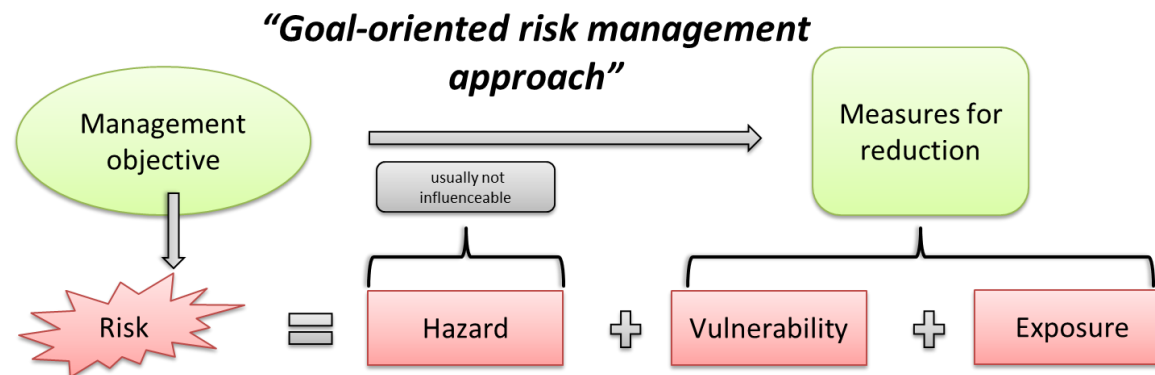 “Goal-oriented risk management
approach”
Management
objective
Measures for
reduction
usually not
influenceable
Risk
=
Hazard
+
Vulnerability
+
Exposure